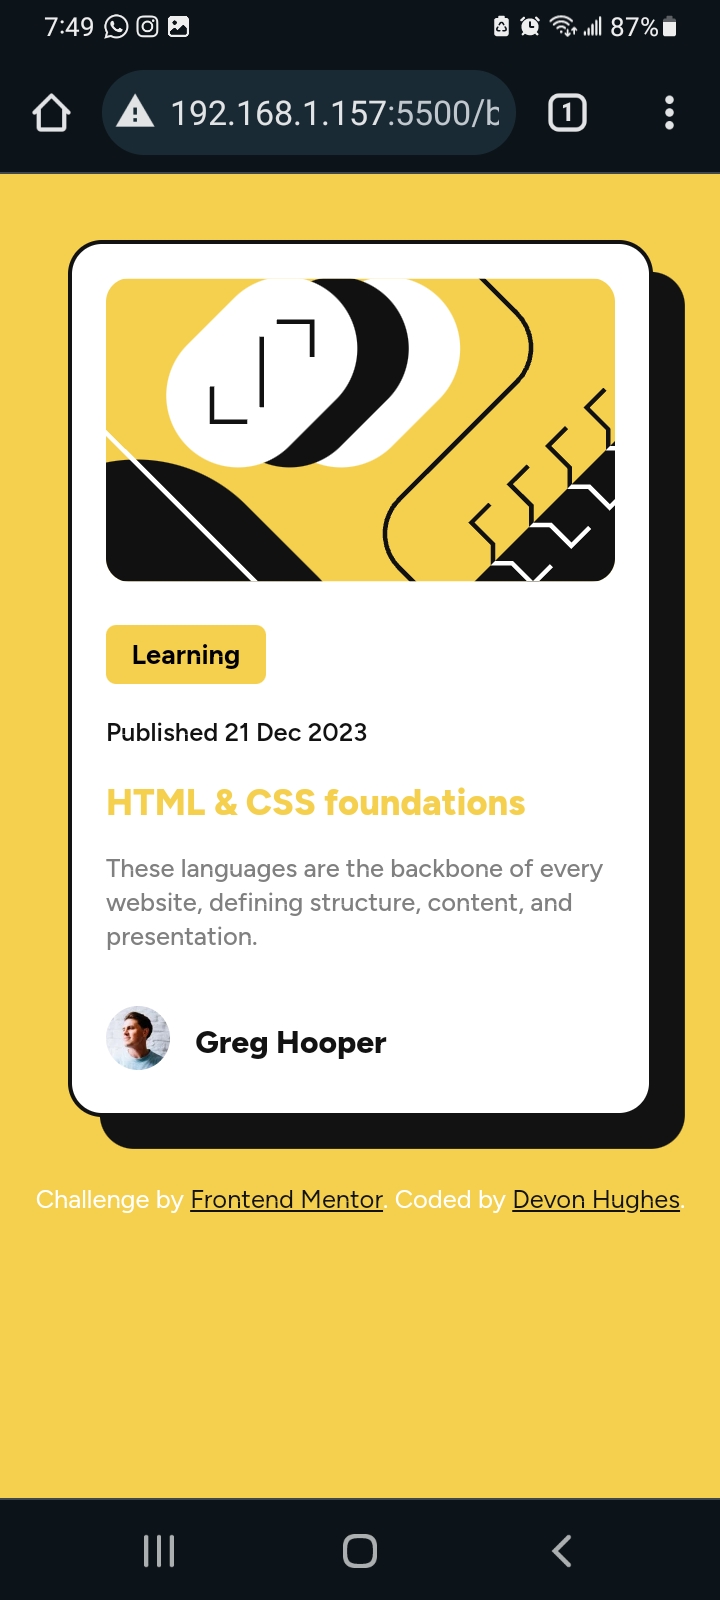 7:49 87%
192.168.1.157:5500/b 1
Learning
Published 21 Dec 2023
HTML & CSS foundations
These languages are the backbone of every
website, defining structure, content, and
presentation.
Greg Hooper
Challenge by Frontend Mentor. Coded by Devon Hughes.